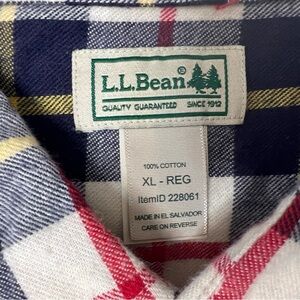 L.L.Bean®
QUALITY GUARANTEED SINCE 1912
100% COTTON
XL - REG
ItemID 228061
MADE IN EL SALVADOR
CARE ON REVERSE